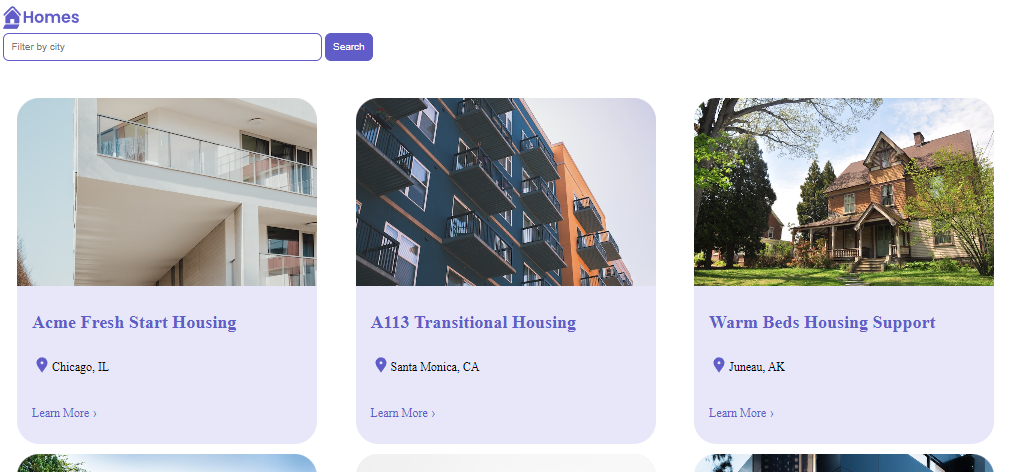 Homes
Filter by city
Search
Acme Fresh Start Housing
A113 Transitional Housing
Warm Beds Housing Support
Chicago, IL
Santa Monica, CA
Juneau, AK
Learn More ›
Learn More ›
Learn More ›